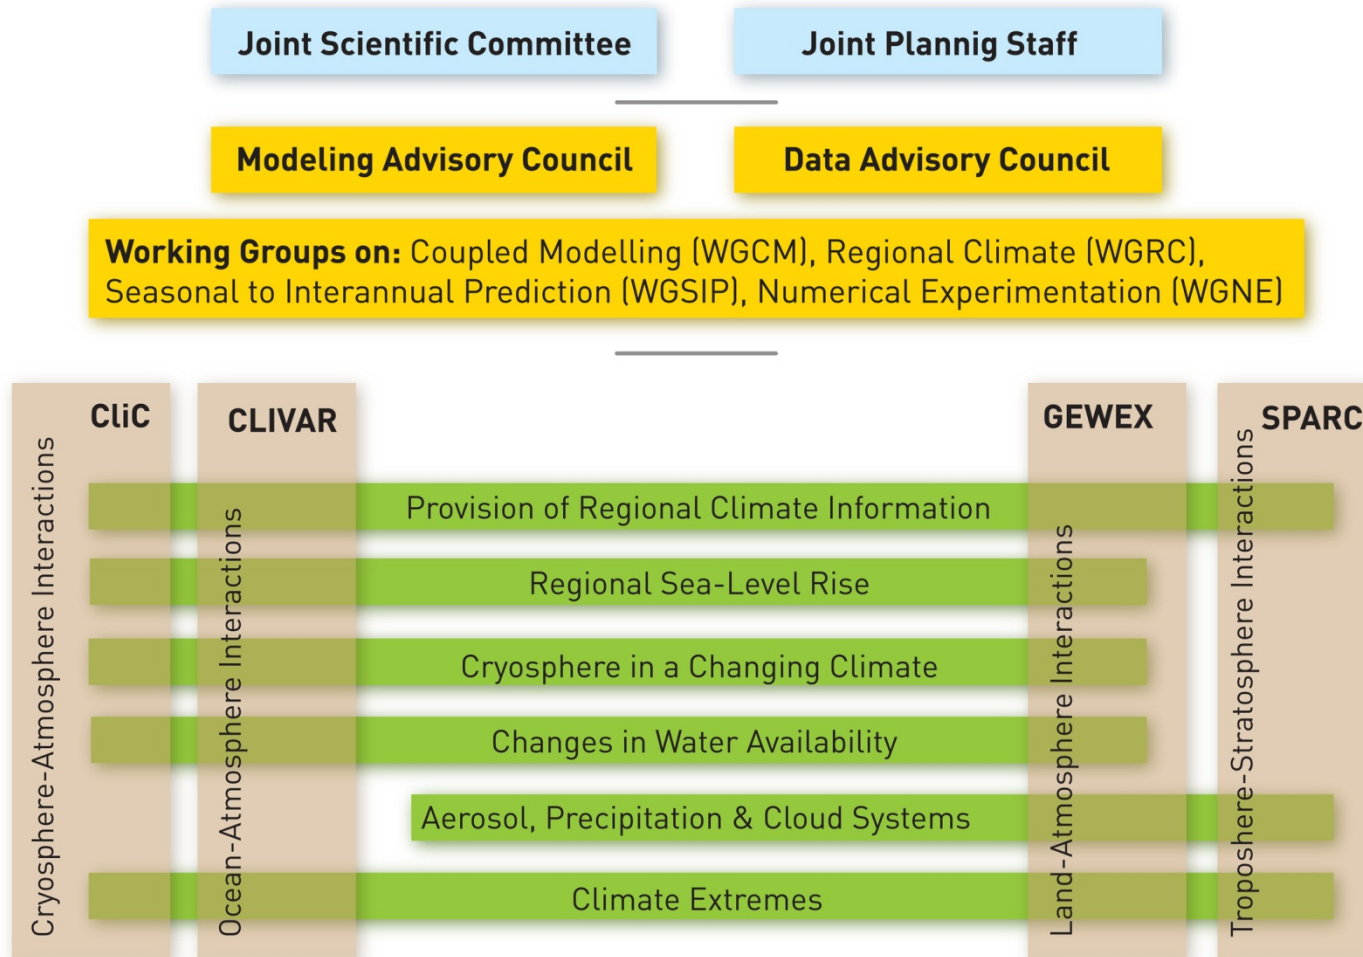 Joint Scientific Committee
Joint Plannig Staff
Modeling Advisory Council
Data Advisory Council
Working Groups on: Coupled Modelling (WGCM), Regional Climate (WGRC),
Seasonal to Interannual Prediction (WGSIP), Numerical Experimentation (WGNE)
CliC
CLIVAR
GEWEX
SPARC
Cryosphere-Atmosphere Interactions
Ocean-Atmosphere Interactions
Provision of Regional Climate Information
Regional Sea-Level Rise
Cryosphere in a Changing Climate
Changes in Water Availability
Aerosol, Precipitation & Cloud Systems
Climate Extremes
Land-Atmosphere Interactions
Troposhere-Stratosphere Interactions